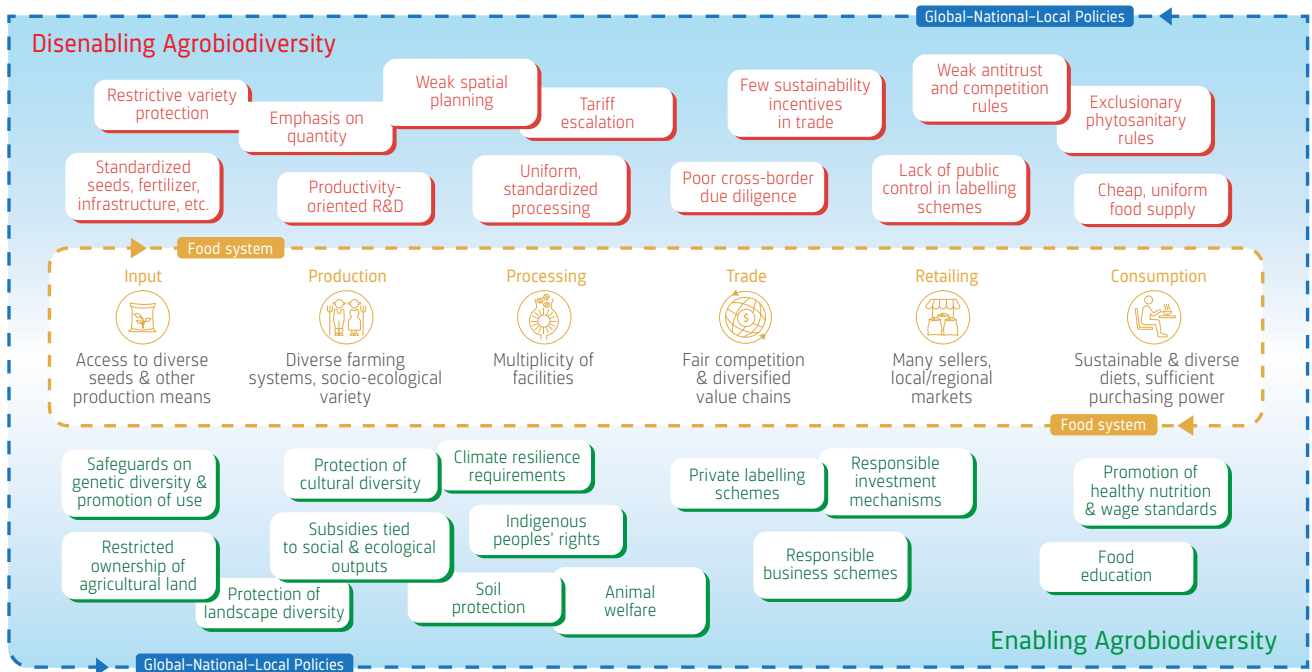 Global–National–Local Policies
Disenabling Agrobiodiversity
Restrictive variety
protection
Emphasis on
quantity
Weak spatial
planning
Tariff
escalation
Few sustainability
incentives
in trade
Weak antitrust
and competition
rules
Exclusionary
phytosanitary
rules
Standardized
seeds, fertilizer,
infrastructure, etc.
Productivity-
oriented R&D
Uniform,
standardized
processing
Poor cross-border
due diligence
Lack of public
control in labelling
schemes
Cheap, uniform
food supply
Food system
Input
Access to diverse
seeds & other
production means
Production
Diverse farming
systems, socio-ecological
variety
Processing
Multiplicity of
facilities
Trade
$
Fair competition
& diversified
value chains
Retailing
Many sellers,
local/regional
markets
Consumption
Sustainable & diverse
diets, sufficient
purchasing power
Food system
Safeguards on
genetic diversity &
promotion of use
Protection of
cultural diversity
Climate resilience
requirements
Private labelling
schemes
Responsible
investment
mechanisms
Promotion of
healthy nutrition
& wage standards
Restricted
ownership of
agricultural land
Subsidies tied
to social & ecological
outputs
Indigenous
peoples’ rights
Responsible
business schemes
Food
education
Protection of
landscape diversity
Soil
protection
Animal
welfare
Enabling Agrobiodiversity
Global–National–Local Policies